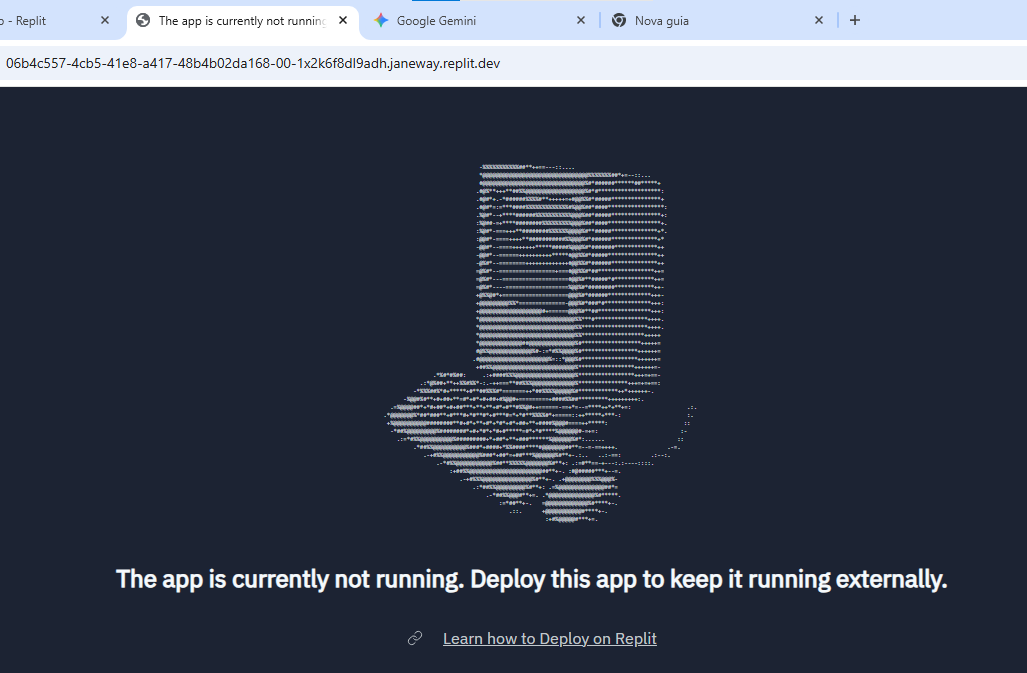 o - Replit
The app is currently not running
Google Gemini
Nova guia
06b4c557-4cb5-41e8-a417-48b4b02da168-00-1x2k6f8dl9adh.janeway.replit.dev
The app is currently not running. Deploy this app to keep it running externally.
Learn how to Deploy on Replit